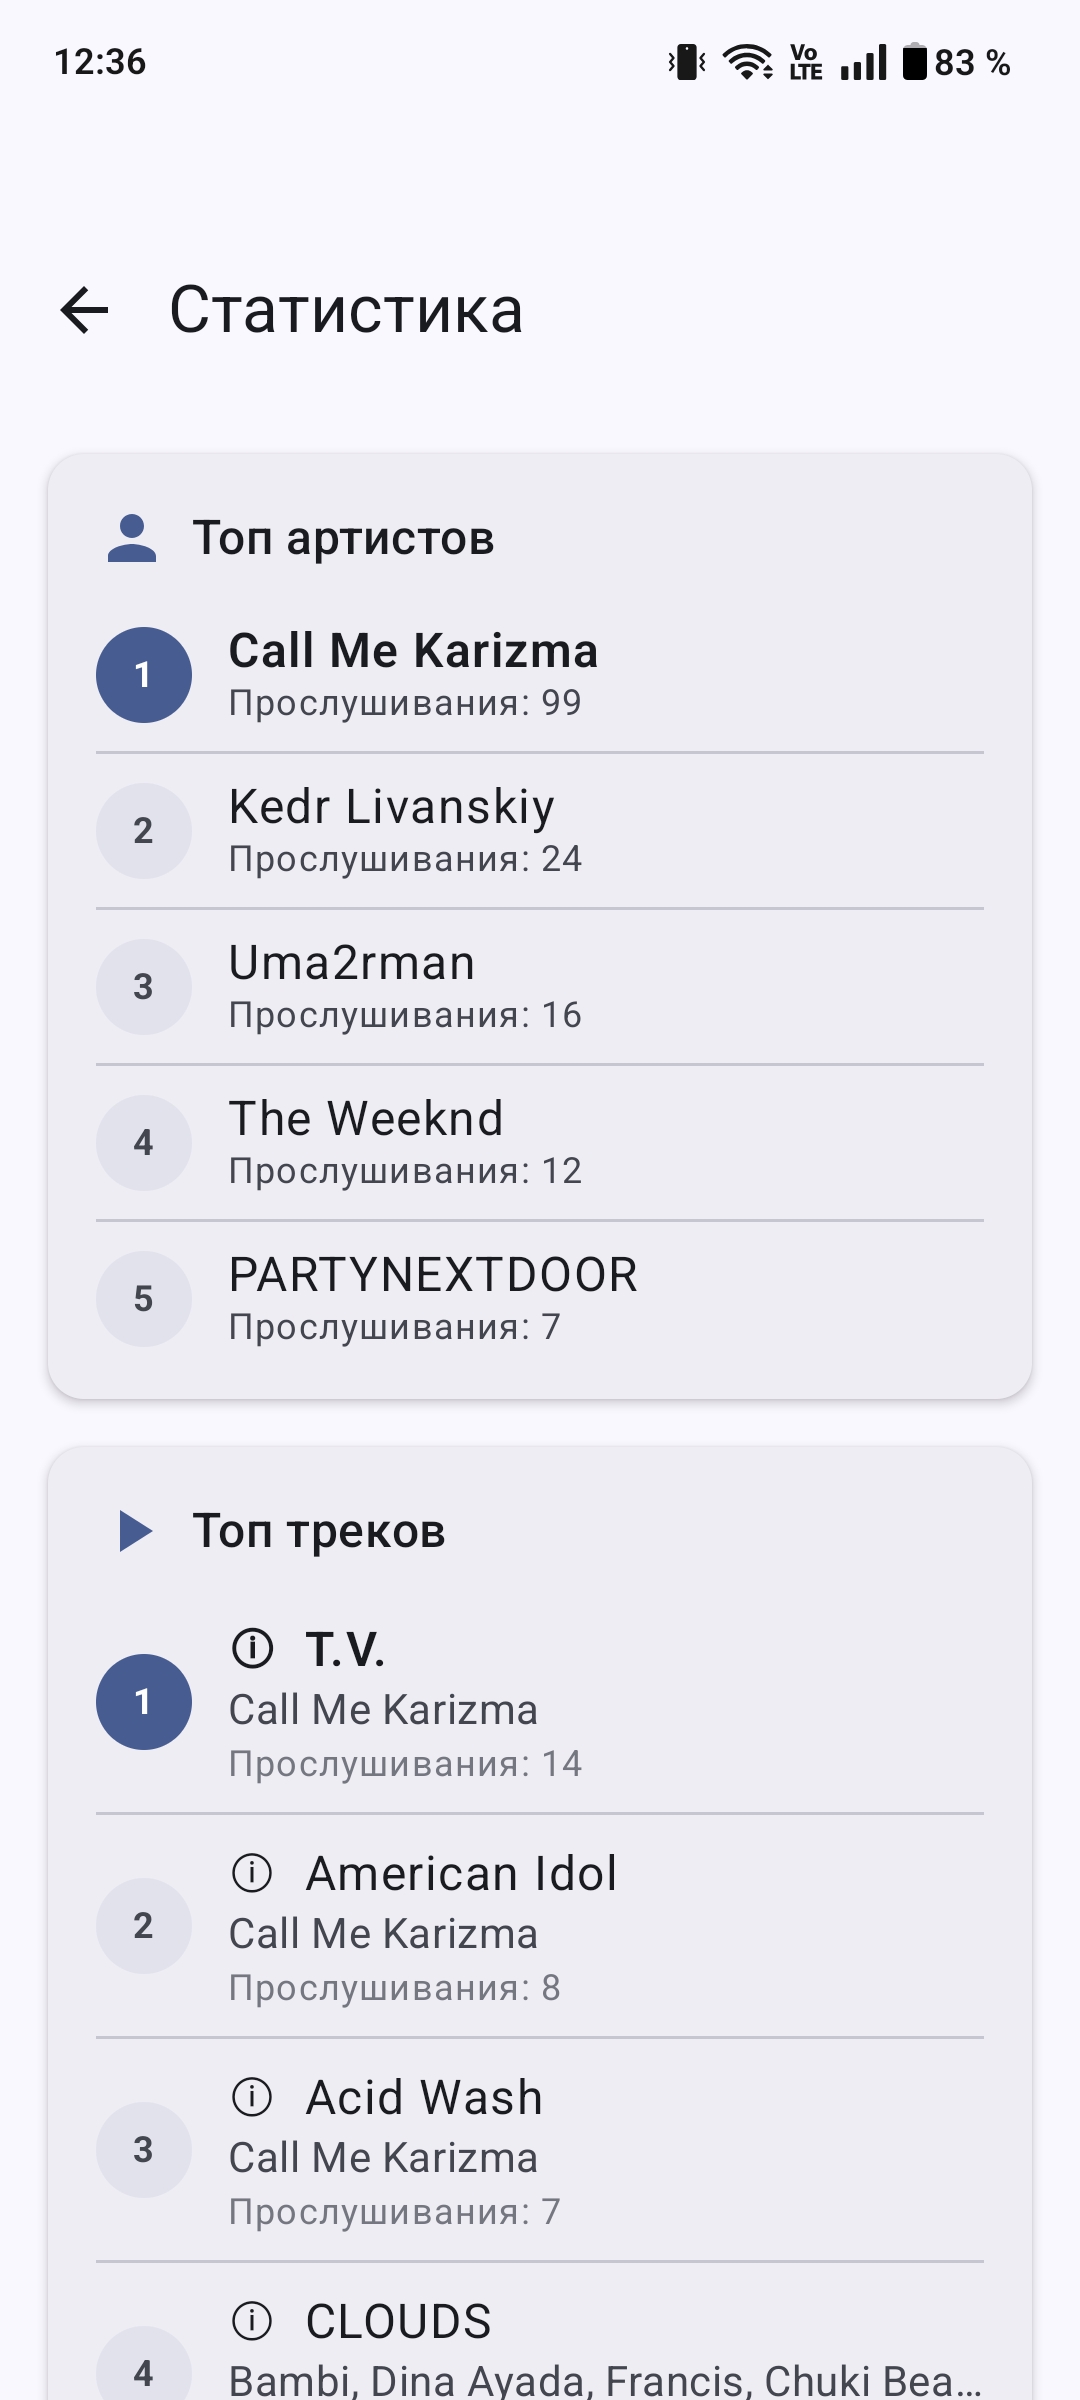 12:36 Vo LTE 83 %
Статистика
Топ артистов
1 Call Me Karizma
Прослушивания: 99
2 Kedr Livanskiy
Прослушивания: 24
3 Uma2rman
Прослушивания: 16
4 The Weeknd
Прослушивания: 12
5 PARTYNEXTDOOR
Прослушивания: 7
Топ треков
1 ⓘ T.V.
Call Me Karizma
Прослушивания: 14
2 ⓘ American Idol
Call Me Karizma
Прослушивания: 8
3 ⓘ Acid Wash
Call Me Karizma
Прослушивания: 7
4 ⓘ CLOUDS
Bambi, Dina Ayada, Francis, Chuki Bea…